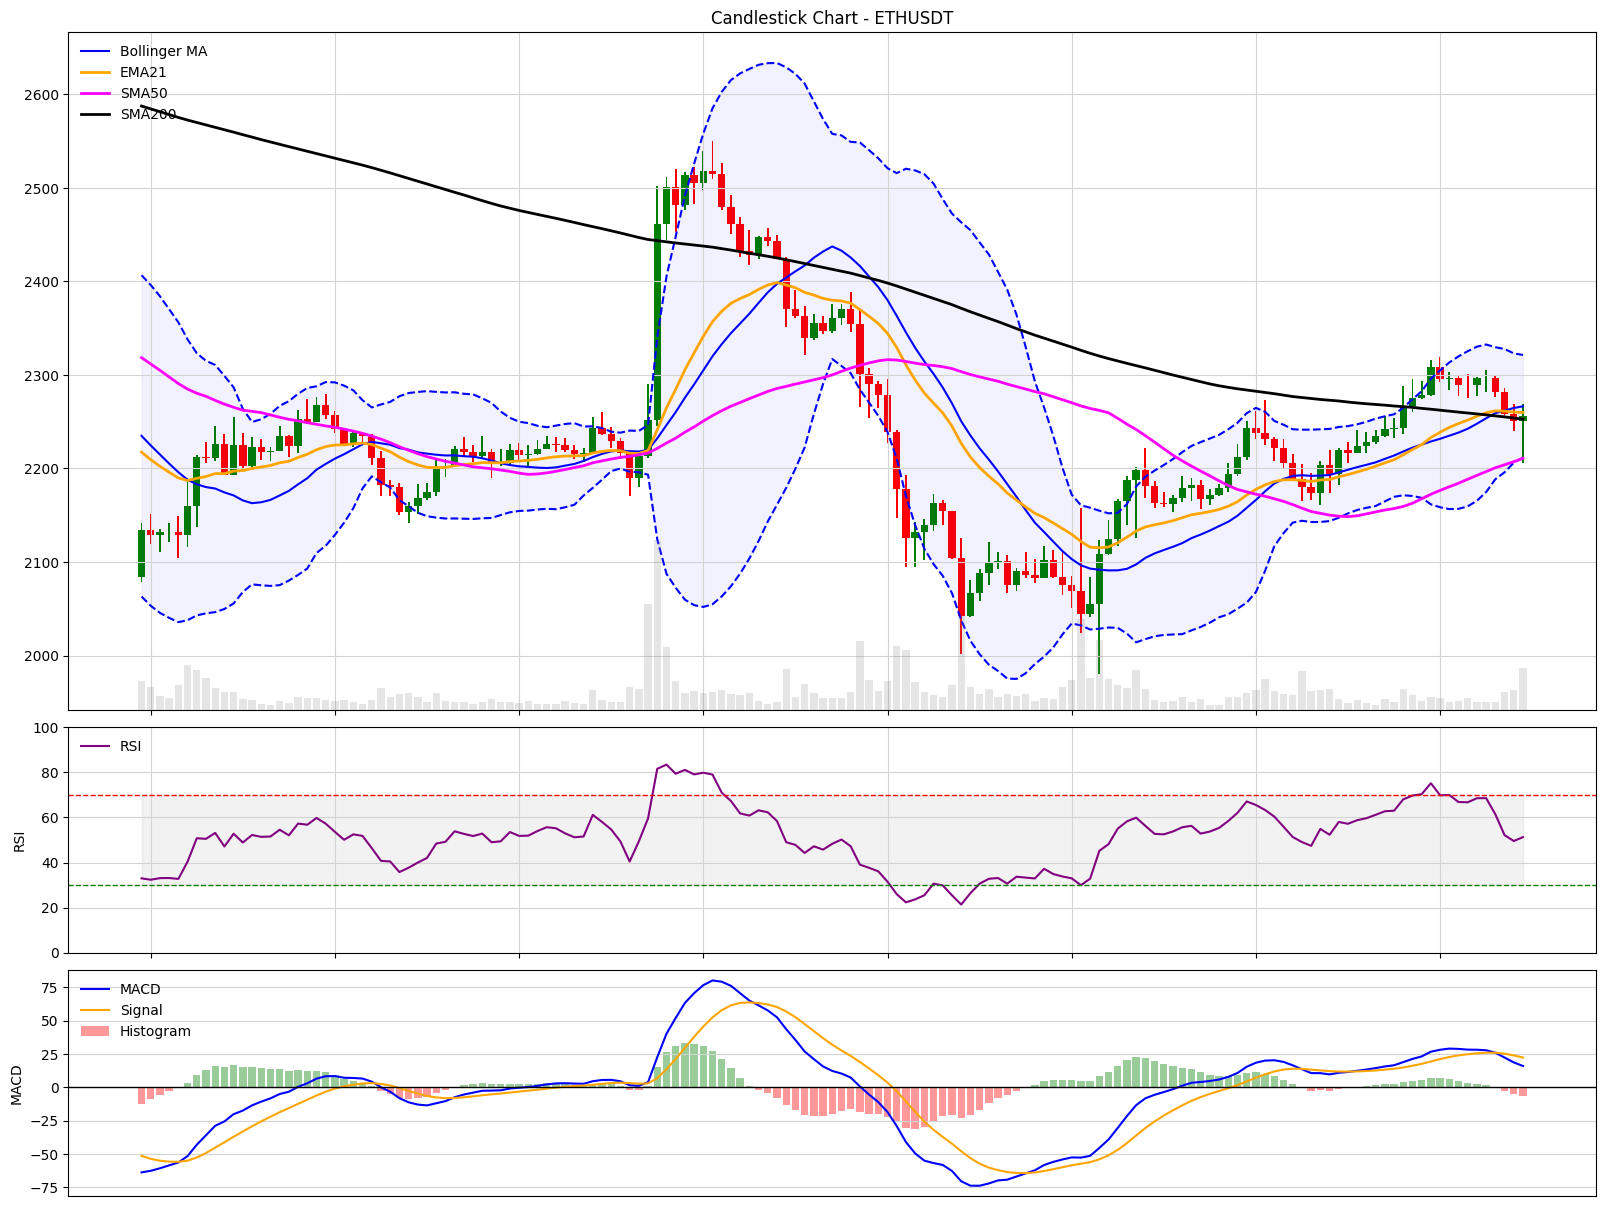 Candlestick Chart - ETHUSDT
Bollinger MA
EMA21
SMA50
SMA200
2600
2500
2400
2300
2200
2100
2000
100
80
60
40
20
0
RSI
RSI
75
50
25
0
−25
−50
−75
MACD
MACD
Signal
Histogram